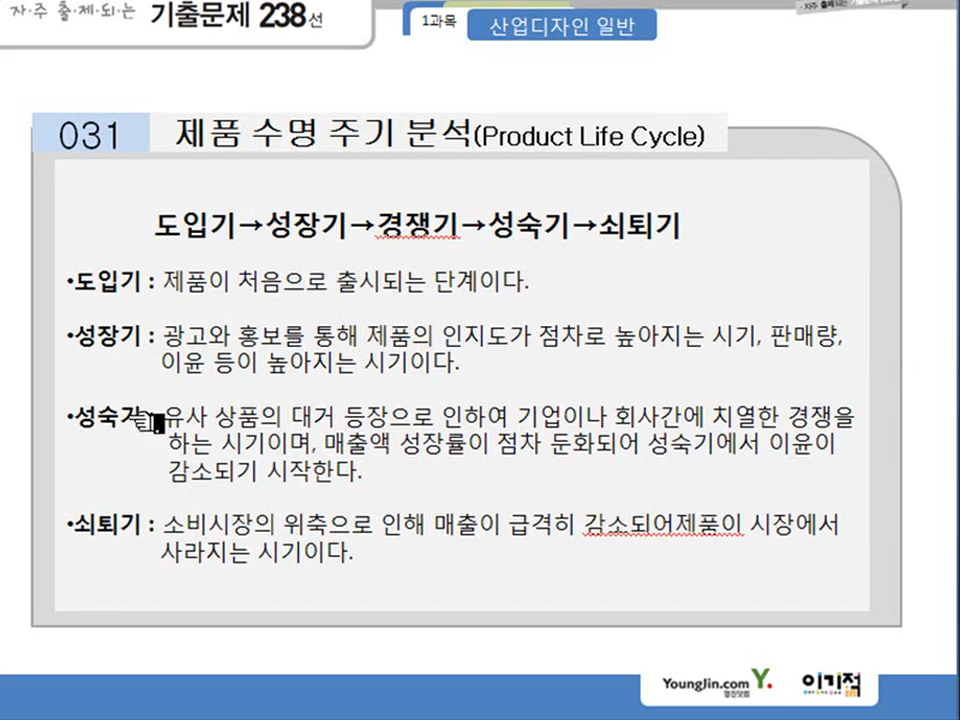 자·주 출·제·되·는 기출문제 238선
1과목 산업디자인 일반
031 제품 수명 주기 분석(Product Life Cycle)
도입기→성장기→경쟁기→성숙기→쇠퇴기
•도입기 : 제품이 처음으로 출시되는 단계이다.
•성장기 : 광고와 홍보를 통해 제품의 인지도가 점차로 높아지는 시기, 판매량,
이윤 등이 높아지는 시기이다.
•성숙기 유사 상품의 대거 등장으로 인하여 기업이나 회사간에 치열한 경쟁을
하는 시기이며, 매출액 성장률이 점차 둔화되어 성숙기에서 이윤이
감소되기 시작한다.
•쇠퇴기 : 소비시장의 위축으로 인해 매출이 급격히 감소되어제품이 시장에서
사라지는 시기이다.
YoungJin.com Y.
영진닷컴
이기적 in